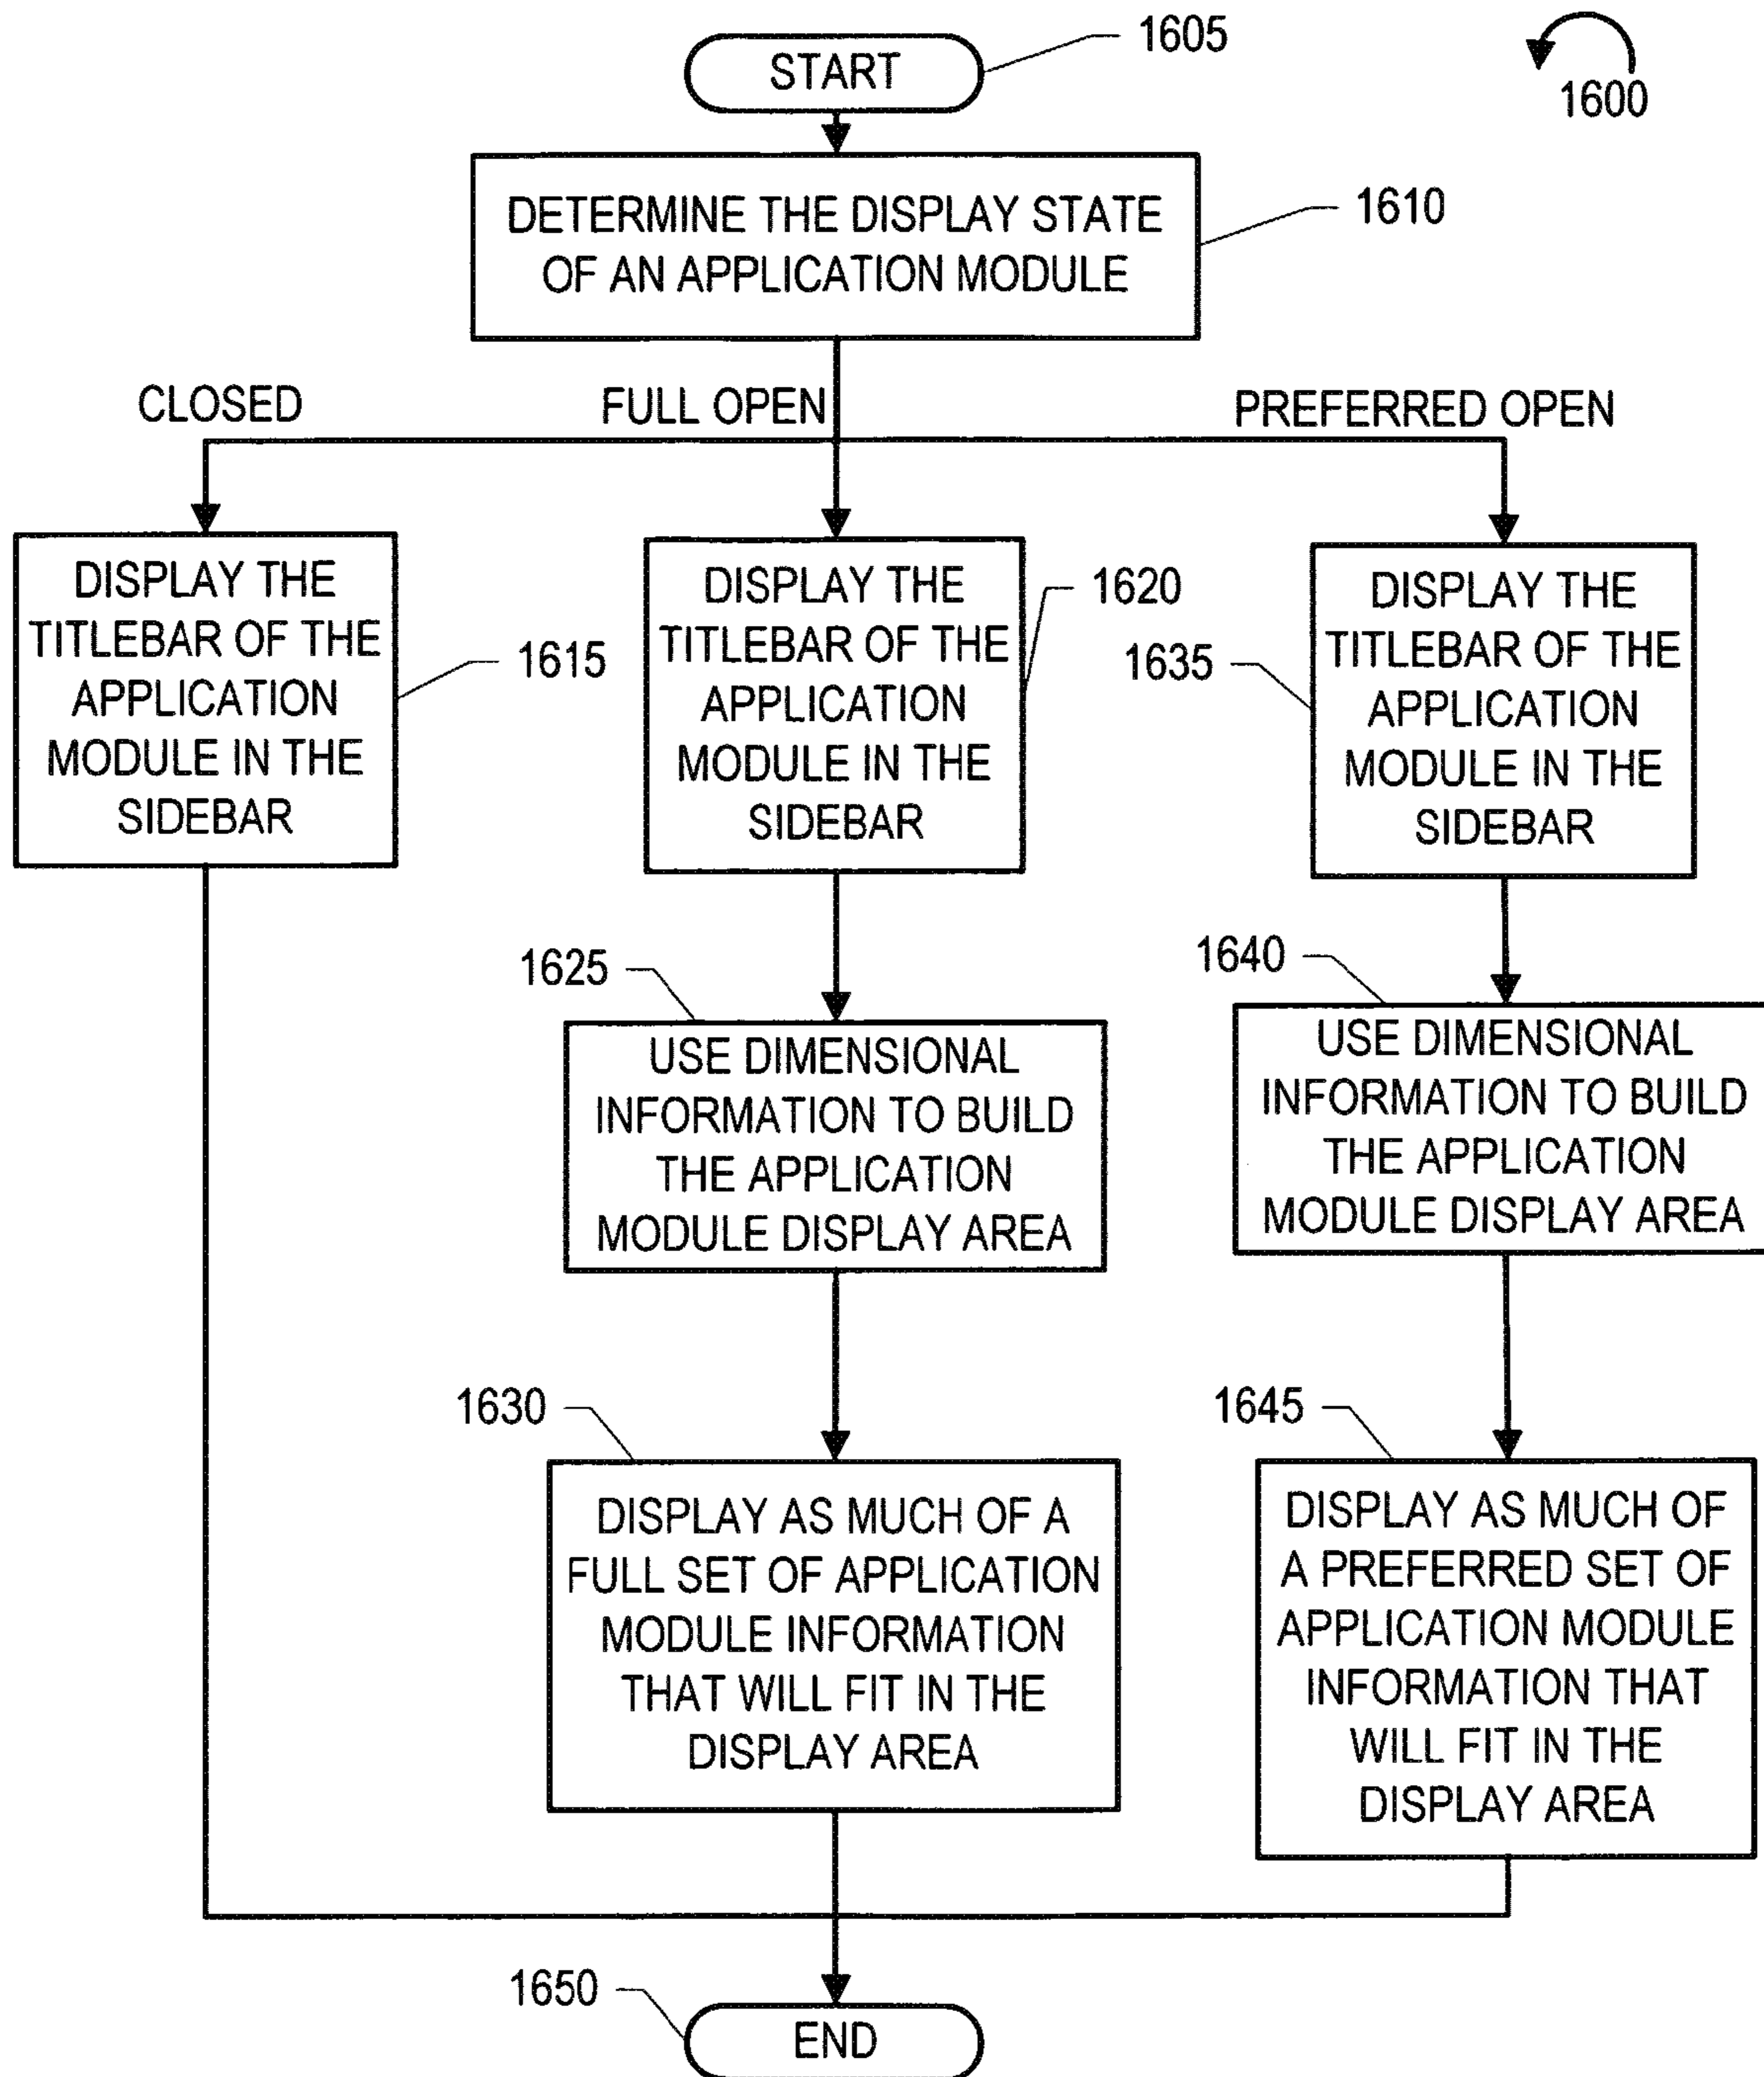 START
1605
1600
DETERMINE THE DISPLAY STATE
OF AN APPLICATION MODULE
1610
CLOSED
FULL OPEN
PREFERRED OPEN
DISPLAY THE
TITLEBAR OF THE
APPLICATION
MODULE IN THE
SIDEBAR
1615
DISPLAY THE
TITLEBAR OF THE
APPLICATION
MODULE IN THE
SIDEBAR
1620
1635
DISPLAY THE
TITLEBAR OF THE
APPLICATION
MODULE IN THE
SIDEBAR
1625
USE DIMENSIONAL
INFORMATION TO BUILD
THE APPLICATION
MODULE DISPLAY AREA
1640
USE DIMENSIONAL
INFORMATION TO BUILD
THE APPLICATION
MODULE DISPLAY AREA
1630
DISPLAY AS MUCH OF A
FULL SET OF APPLICATION
MODULE INFORMATION
THAT WILL FIT IN THE
DISPLAY AREA
1645
DISPLAY AS MUCH OF
A PREFERRED SET OF
APPLICATION MODULE
INFORMATION THAT
WILL FIT IN THE
DISPLAY AREA
1650
END